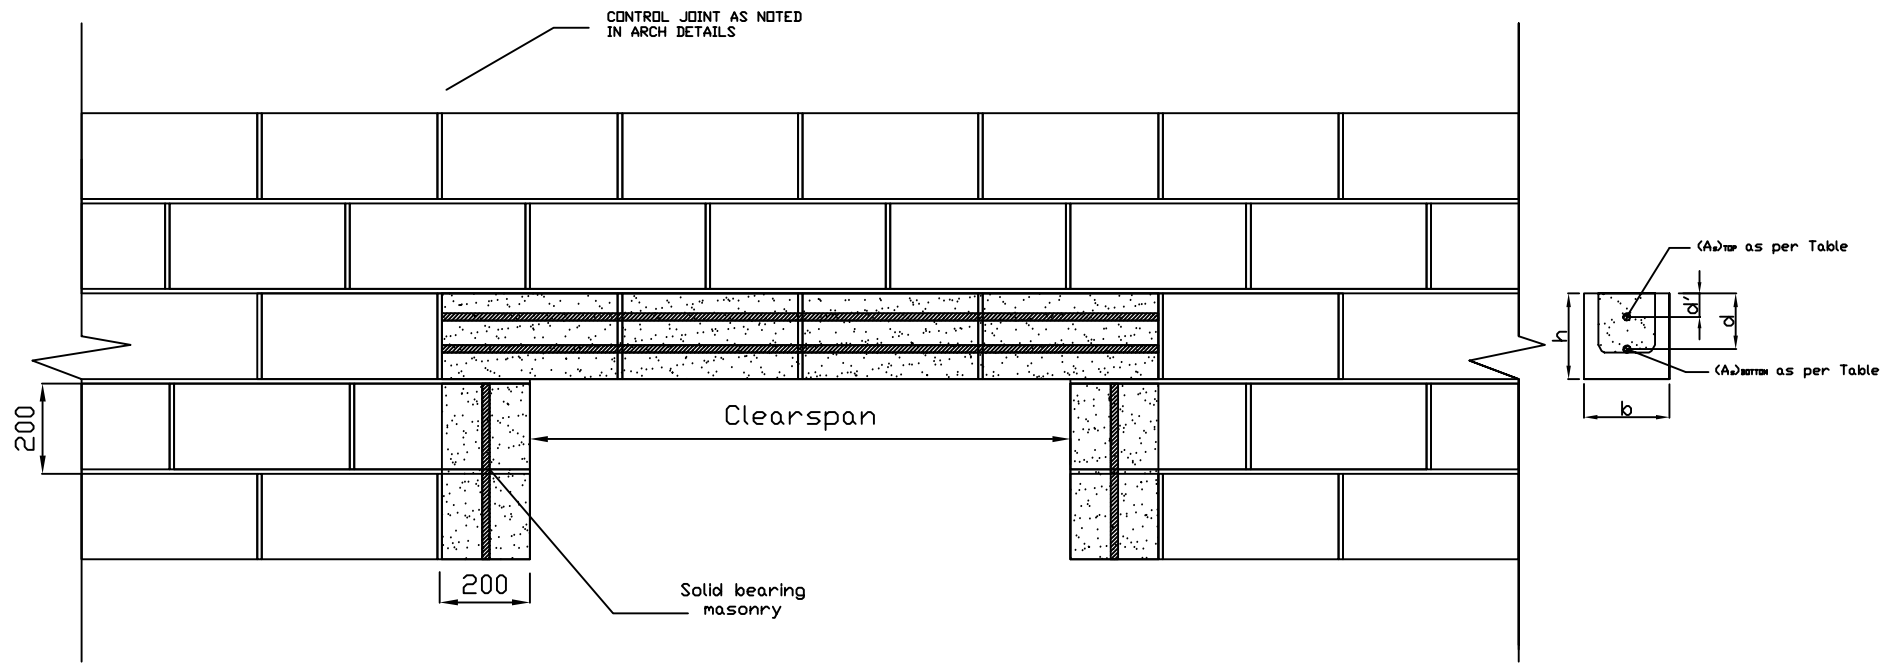 CONTROL JOINT AS NOTED
IN ARCH DETAILS
(As)TOP as per Table
d'
d
h
(As)BOTTOM as per Table
b
200
Clearspan
200
Solid bearing
masonry